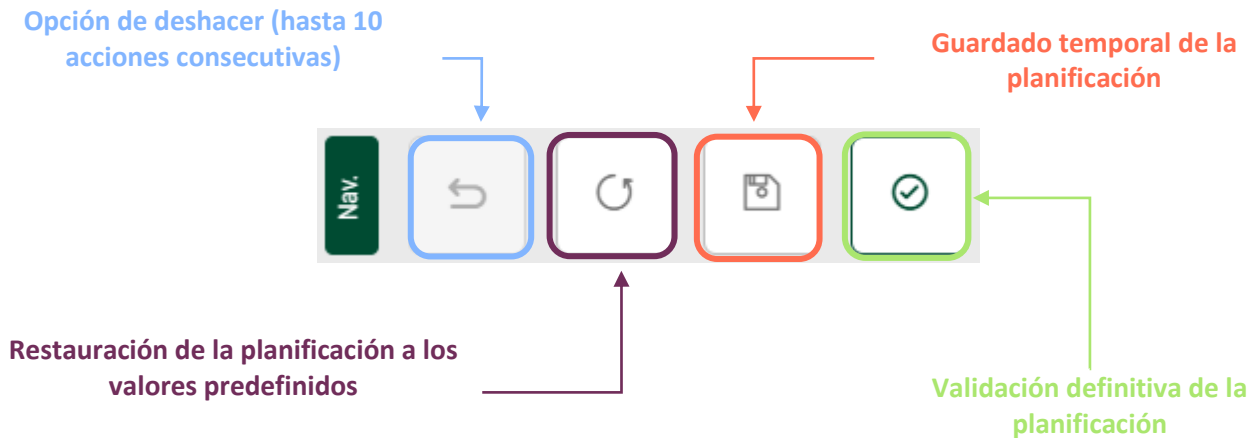 Opción de deshacer (hasta 10
acciones consecutivas)
Guardado temporal de la
planificación
Nav.
Restauración de la planificación a los
valores predefinidos
Validación definitiva de la
planificación